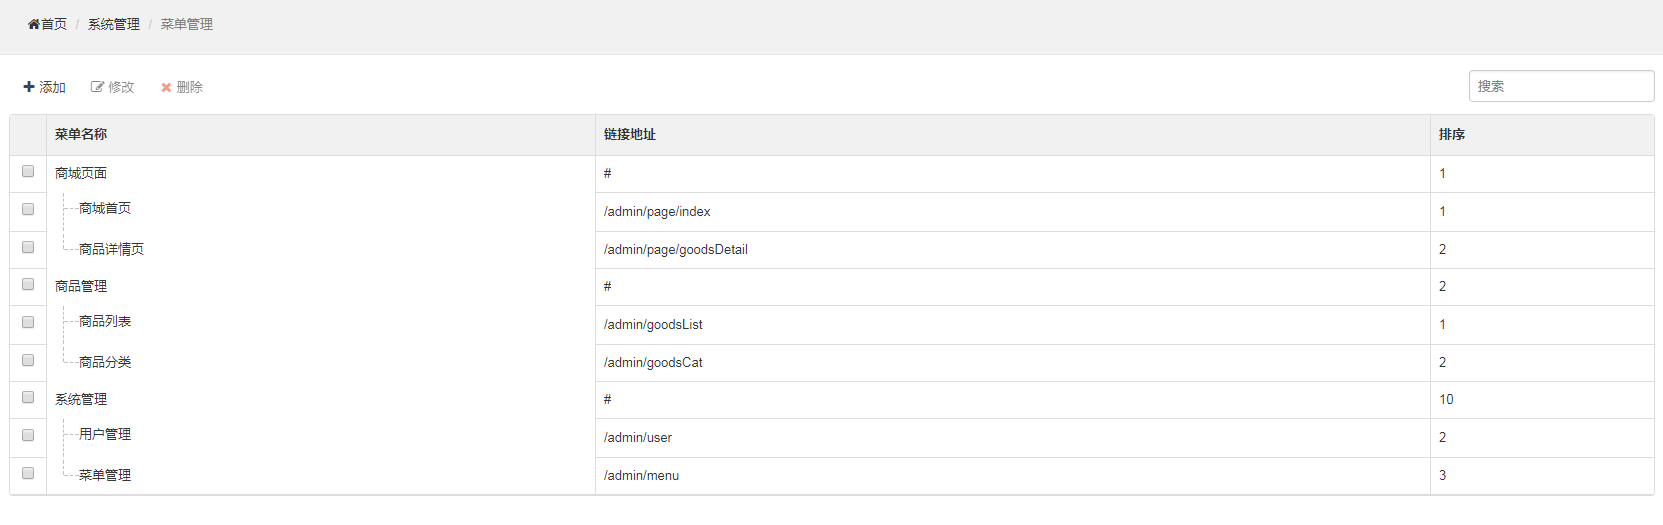 首页 / 系统管理 / 菜单管理
添加 修改 删除 搜索
菜单名称 链接地址 排序
商城页面 # 1
商城首页 /admin/page/index 1
商品详情页 /admin/page/goodsDetail 2
商品管理 # 2
商品列表 /admin/goodsList 1
商品分类 /admin/goodsCat 2
系统管理 # 10
用户管理 /admin/user 2
菜单管理 /admin/menu 3